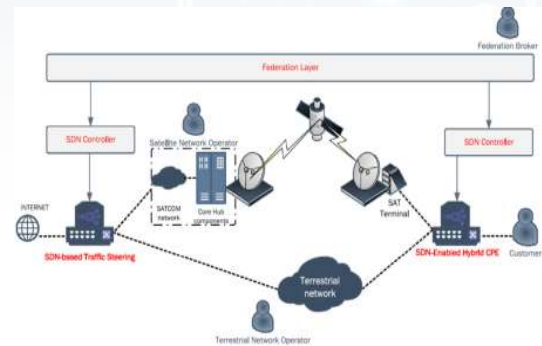 Federation Broker
Federation Layer
SDN Controller
SDN Controller
Satellite Network Operator
SATCOM
network
Core Hub
components
SAT
Terminal
INTERNET
SDN-based Traffic Steering
SDN-Enabled Hybrid CPE
Customer
Terrestrial
network
Terrestrial Network Operator